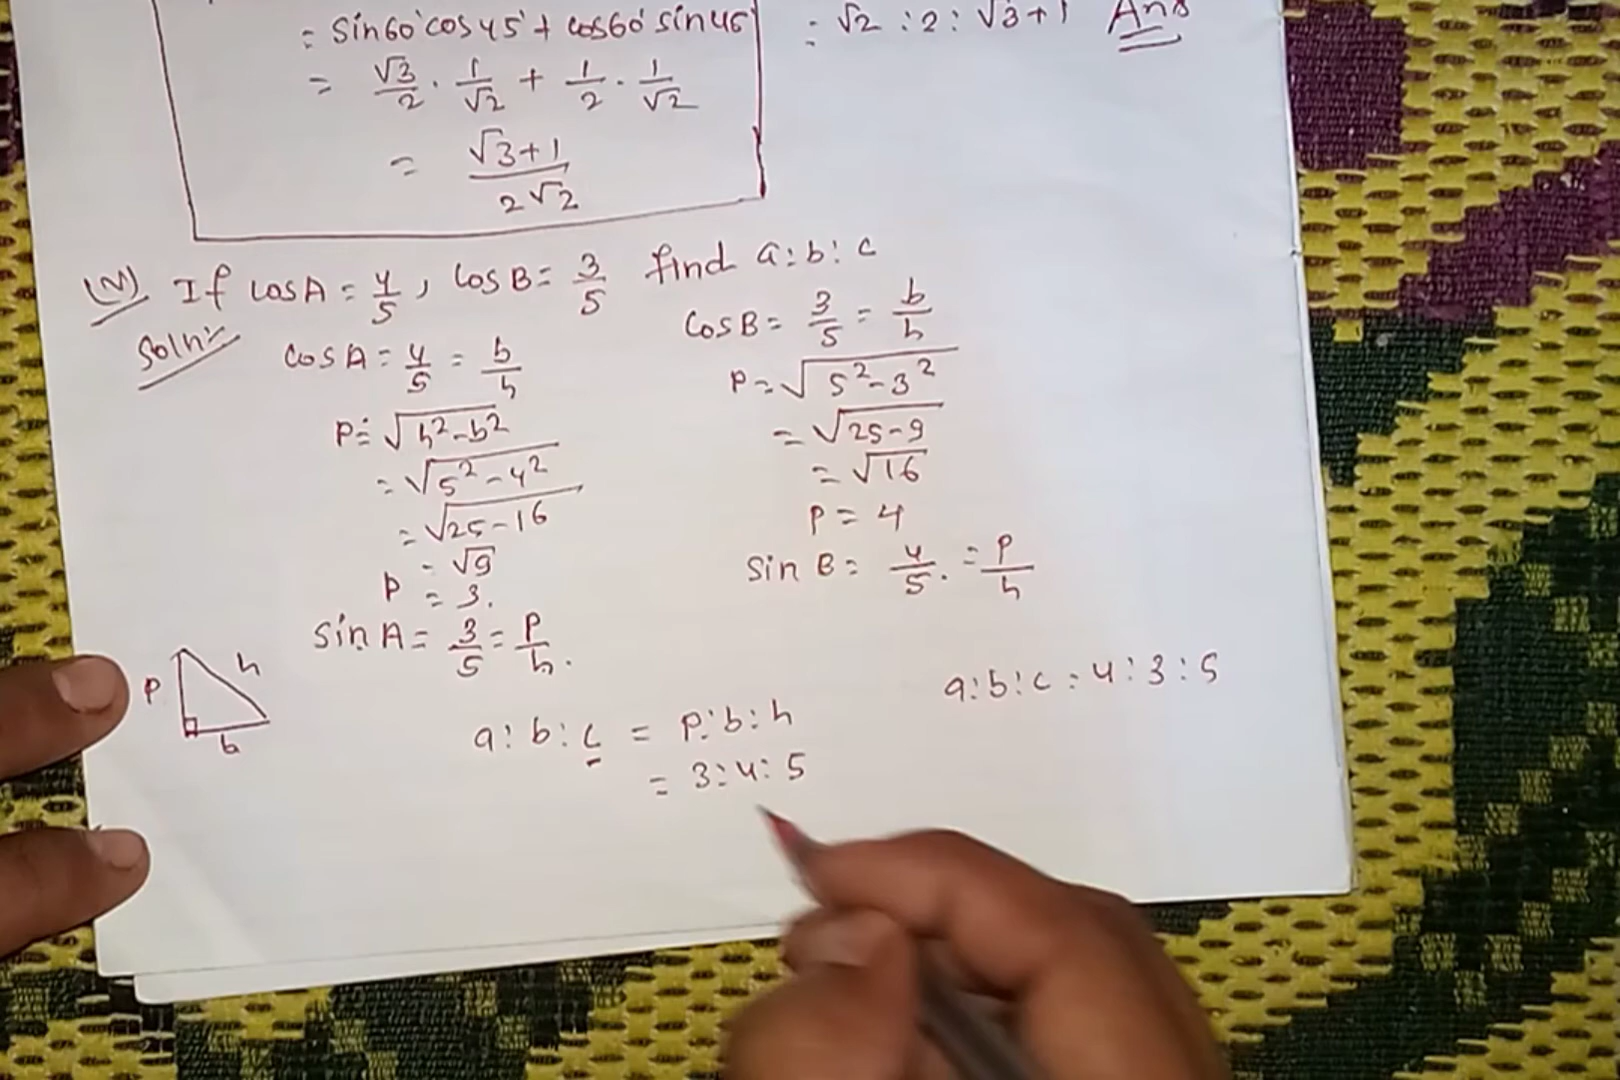 = Sin60°cos45°+cos60°sin45°
= √3/2 · 1/√2 + 1/2 · 1/√2
= √3+1 / 2√2
= √2 : 2 : √3+1 Ans
If cosA = 4/5, cosB = 3/5 find a:b:c
Soln:
cosA = 4/5 = b/h
P = √h²-b²
= √5²-4²
= √25-16
= √9
P = 3.
SinA = 3/5 = P/h.
CosB = 3/5 = b/h
P = √5²-3²
= √25-9
= √16
P = 4
Sin B = 4/5. = P/h
P
h
b
a:b:c = P:b:h
= 3:4:5
a:b:c = 4:3:5